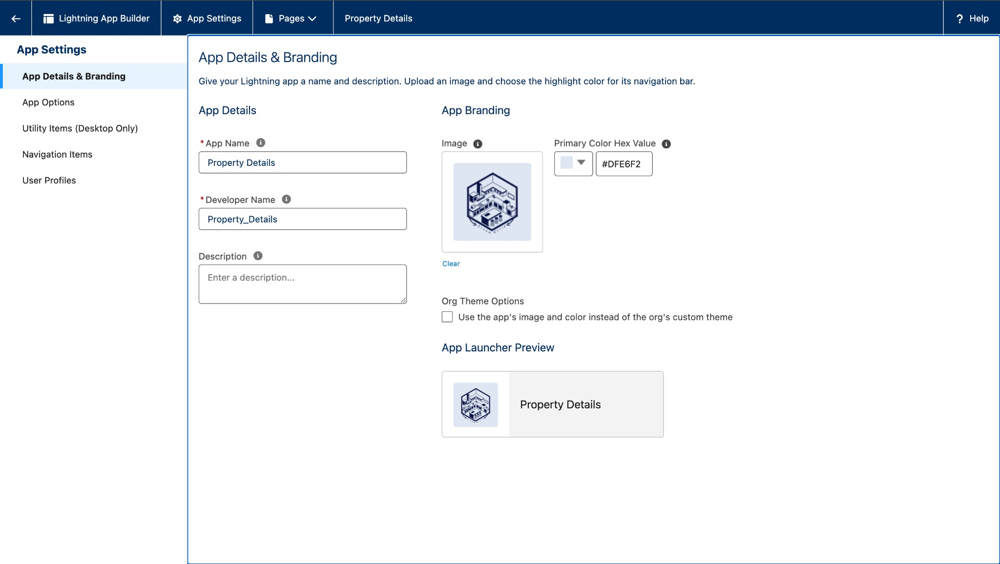 Lightning App Builder
App Settings
Pages
Property Details
? Help
App Settings
App Details & Branding
App Options
Utility Items (Desktop Only)
Navigation Items
User Profiles
App Details & Branding
Give your Lightning app a name and description. Upload an image and choose the highlight color for its navigation bar.
App Details
*App Name
Property Details
*Developer Name
Property_Details
Description
Enter a description...
App Branding
Image
Primary Color Hex Value
#DFE6F2
Clear
Org Theme Options
Use the app's image and color instead of the org's custom theme
App Launcher Preview
Property Details